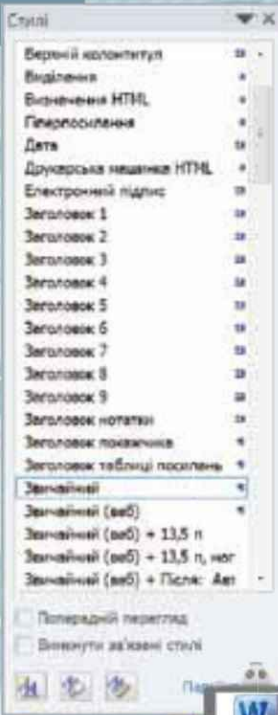 Стилі
Верхній колонтитул
Виділення
Визначення HTML
Гіперпосилання
Дата
Друкарська машинка HTML
Електронний підпис
Заголовок 1
Заголовок 2
Заголовок 3
Заголовок 4
Заголовок 5
Заголовок 6
Заголовок 7
Заголовок 8
Заголовок 9
Заголовок нотатки
Заголовок покажчика
Заголовок таблиці посилань
Звичайний
Звичайний (веб)
Звичайний (веб) + 13,5 п
Звичайний (веб) + 13,5 п, ног
Звичайний (веб) + Після: Авт
Попередній перегляд
Вимкнути зв'язані стилі